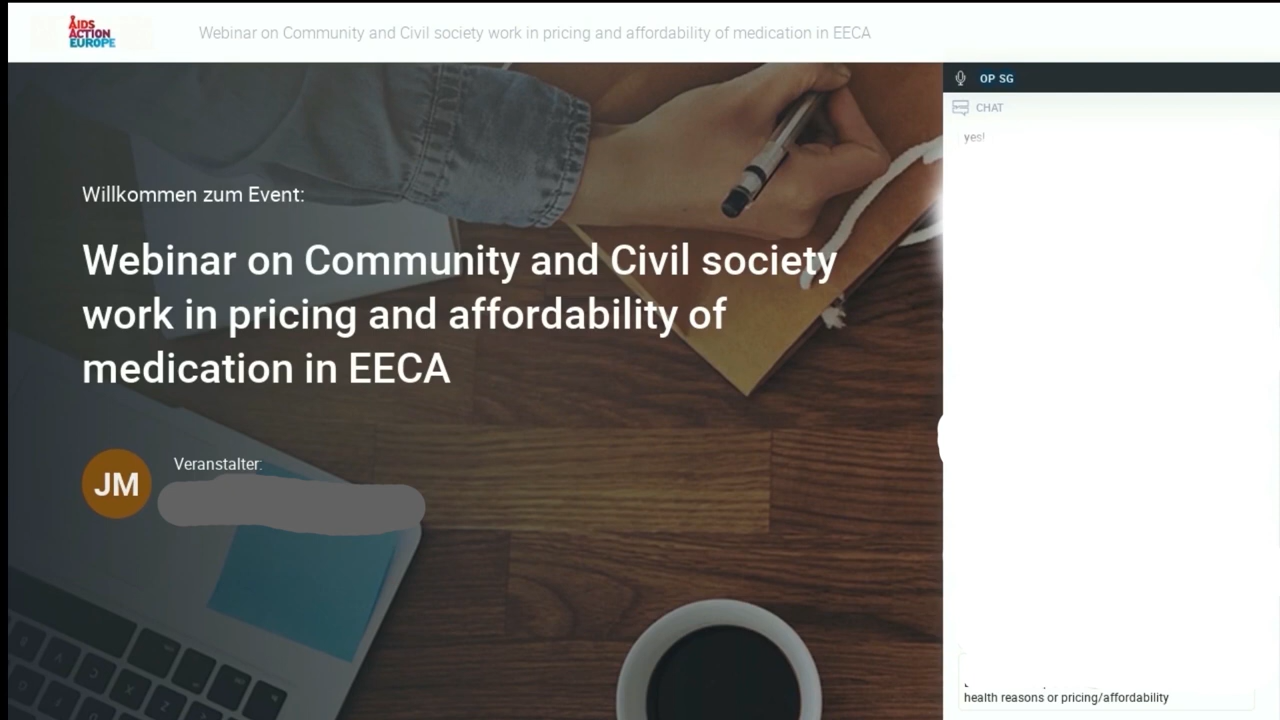 AIDS
ACTION
EUROPE
Webinar on Community and Civil society work in pricing and affordability of medication in EECA
OP SG
CHAT
yes!
Willkommen zum Event:
Webinar on Community and Civil society
work in pricing and affordability of
medication in EECA
JM
Veranstalter:
health reasons or pricing/affordability